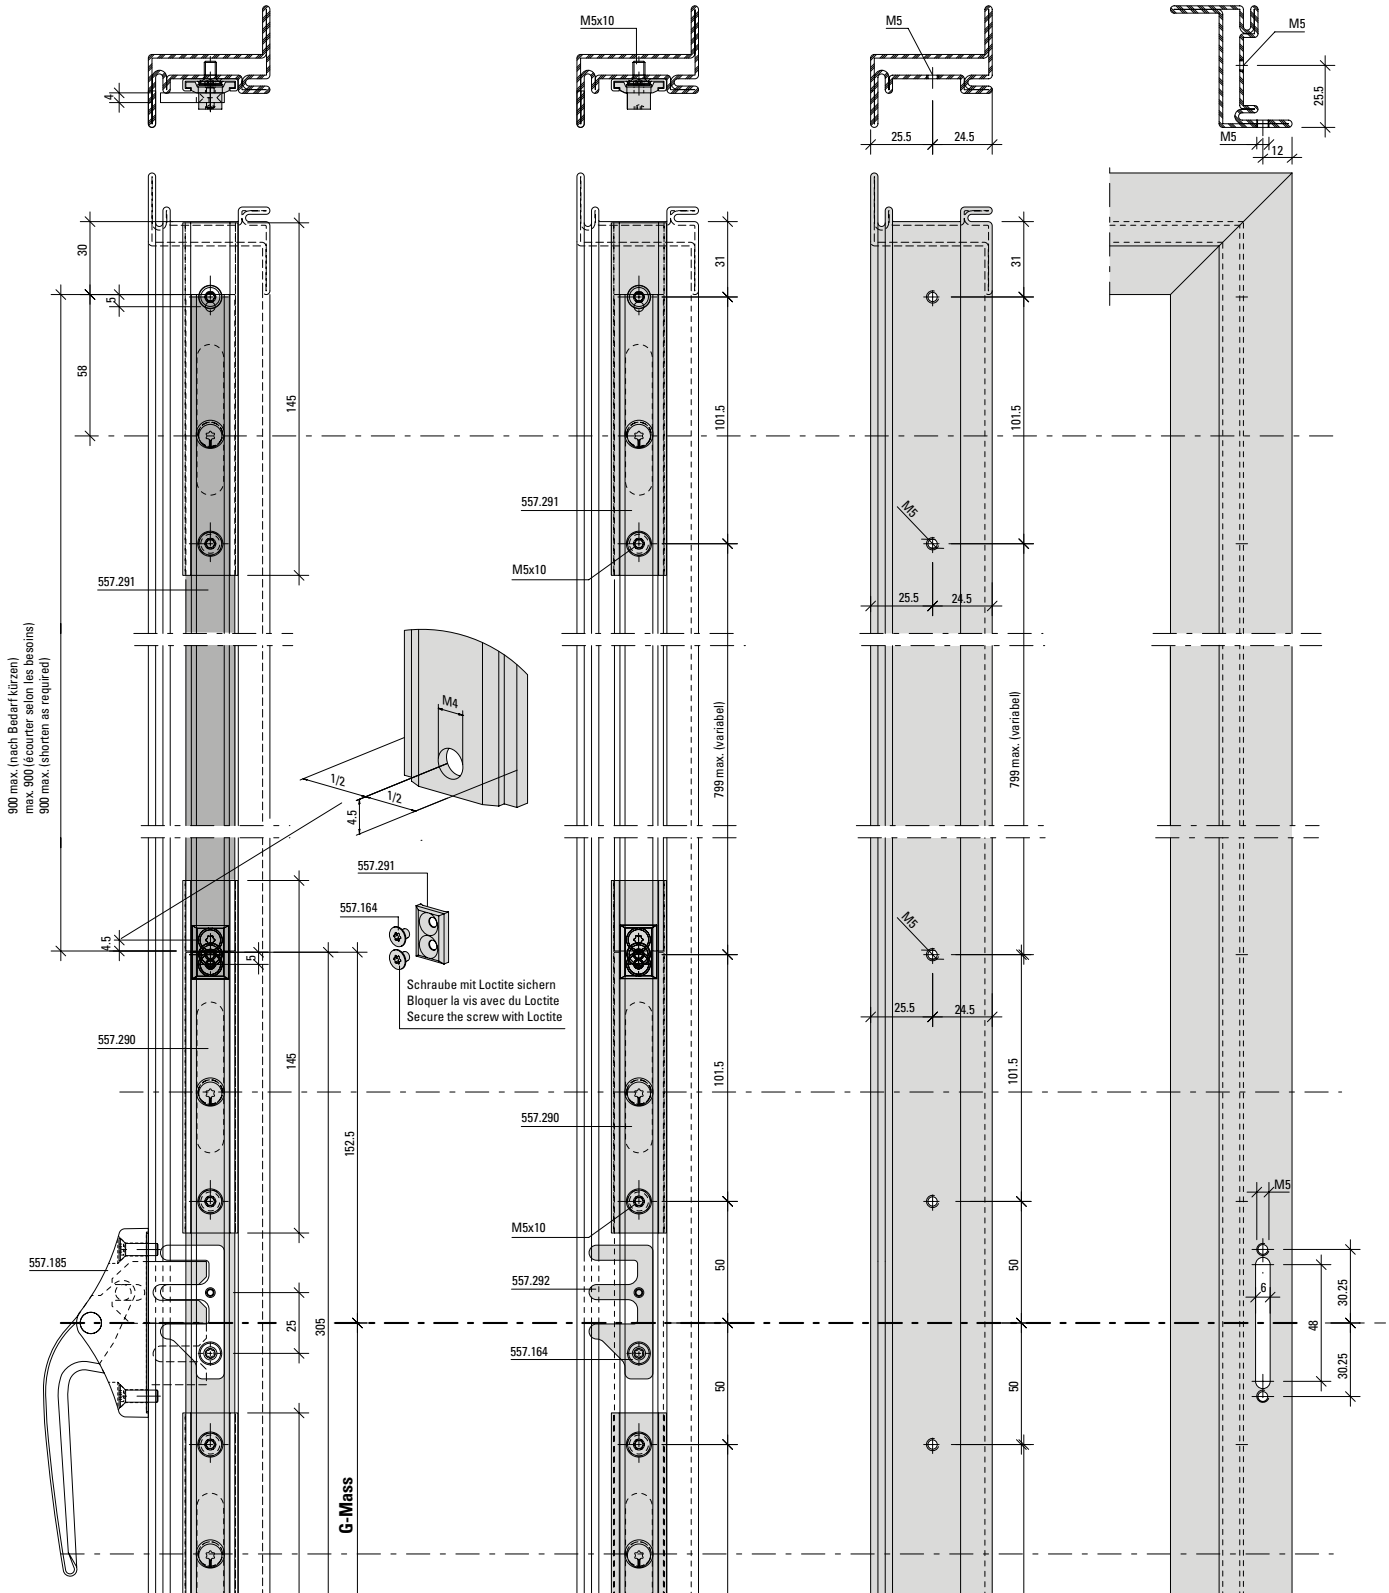 M5x10
M5
M5
4
25.5
25.5
24.5
M5
12
30
5
58
145
31
101.5
31
101.5
557.291
M5
557.291
M5x10
25.5
24.5
900 max. (nach Bedarf kürzen)
max. 900 (écourter selon les besoins)
900 max. (shorten as required)
M4
1/2
1/2
4.5
799 max. (variabel)
799 max. (variabel)
557.291
557.164
4.5
5
M5
Schraube mit Loctite sichern
Bloquer la vis avec du Loctite
Secure the screw with Loctite
25.5
24.5
557.290
145
152.5
101.5
101.5
557.290
M5
M5x10
557.185
50
50
557.292
6
30.25
25
305
48
557.164
30.25
50
50
G-Mass